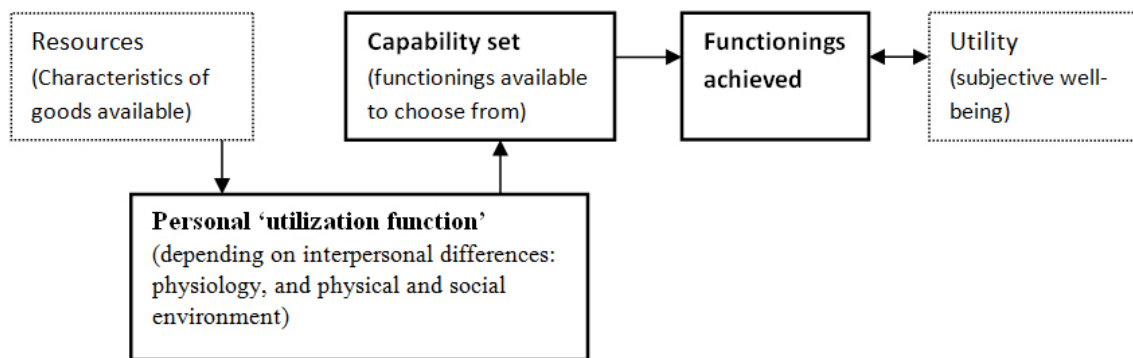 Resources
(Characteristics of
goods available)
Capability set
(functionings available
to choose from)
Functionings
achieved
Utility
(subjective well-
being)
Personal ‘utilization function’
(depending on interpersonal differences:
physiology, and physical and social
environment)